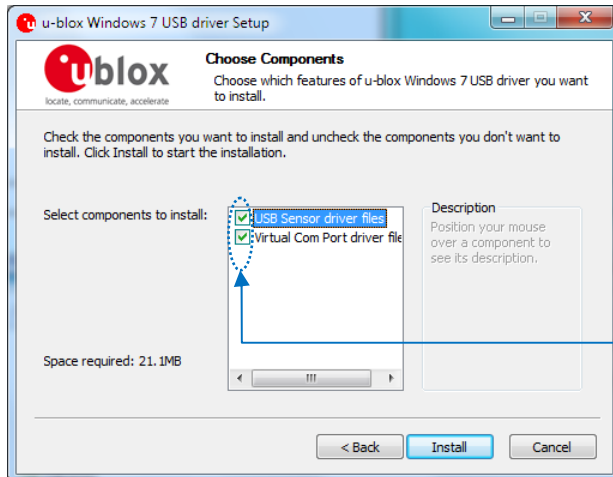 u-blox Windows 7 USB driver Setup
ublox
locate, communicate, accelerate
Choose Components
Choose which features of u-blox Windows 7 USB driver you want
to install.
Check the components you want to install and uncheck the components you don't want to
install. Click Install to start the installation.
Select components to install:
USB Sensor driver files
Virtual Com Port driver file
Description
Position your mouse
over a component to
see its description.
Space required: 21.1MB
< Back
Install
Cancel